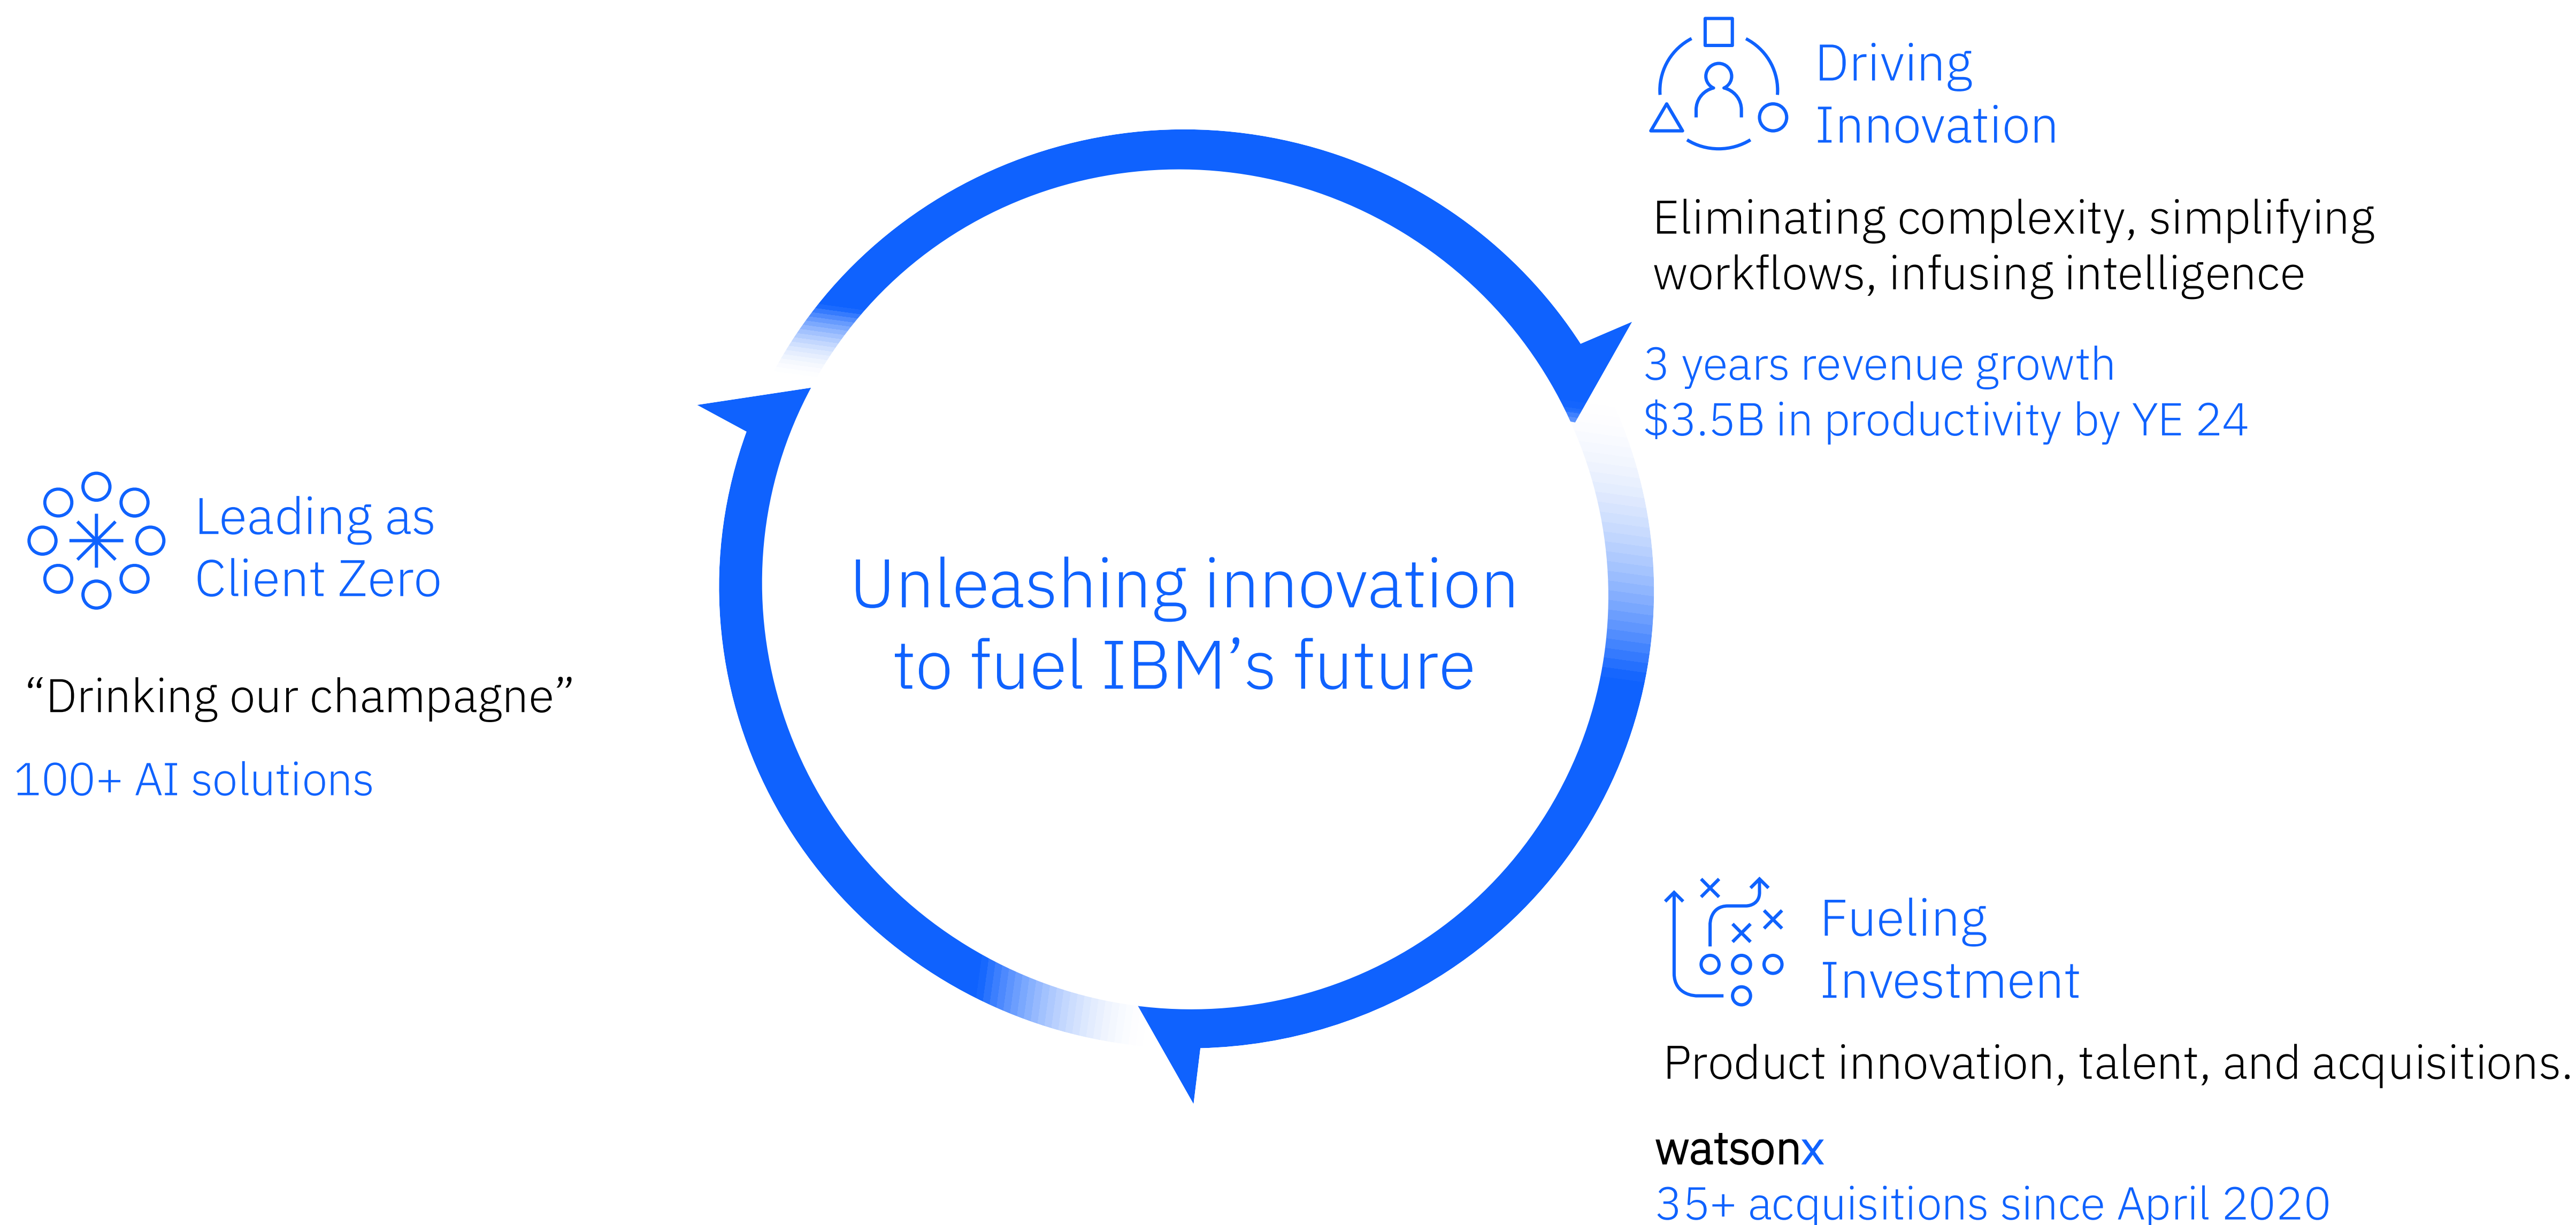 Driving
Innovation
Eliminating complexity, simplifying
workflows, infusing intelligence
3 years revenue growth
$3.5B in productivity by YE 24
Leading as
Client Zero
“Drinking our champagne”
100+ AI solutions
Unleashing innovation
to fuel IBM’s future
Fueling
Investment
Product innovation, talent, and acquisitions.
watsonx
35+ acquisitions since April 2020